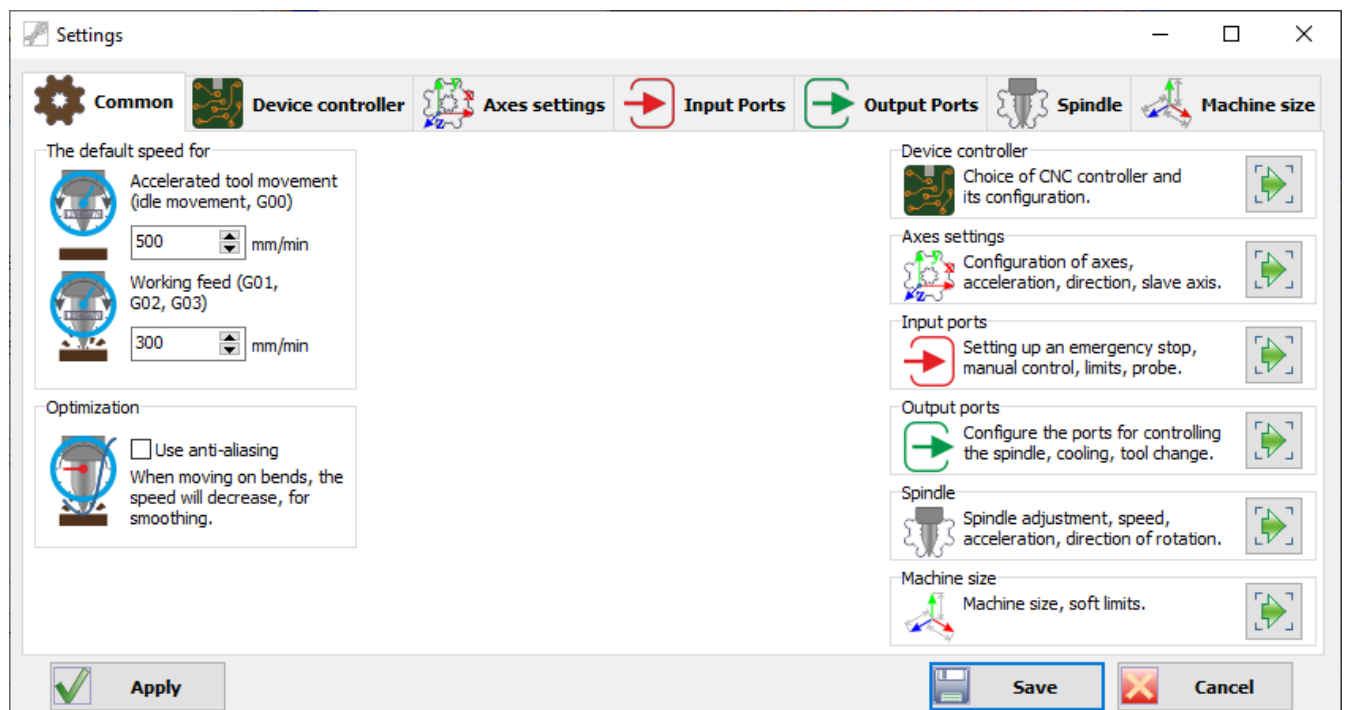 Settings
Common
Device controller
Axes settings
Input Ports
Output Ports
Spindle
Machine size
The default speed for
Accelerated tool movement
(idle movement, G00)
500
mm/min
Working feed (G01,
G02, G03)
300
mm/min
Optimization
Use anti-aliasing
When moving on bends, the
speed will decrease, for
smoothing.
Device controller
Choice of CNC controller and
its configuration.
Axes settings
Configuration of axes,
acceleration, direction, slave axis.
Input ports
Setting up an emergency stop,
manual control, limits, probe.
Output ports
Configure the ports for controlling
the spindle, cooling, tool change.
Spindle
Spindle adjustment, speed,
acceleration, direction of rotation.
Machine size
Machine size, soft limits.
Apply
Save
Cancel